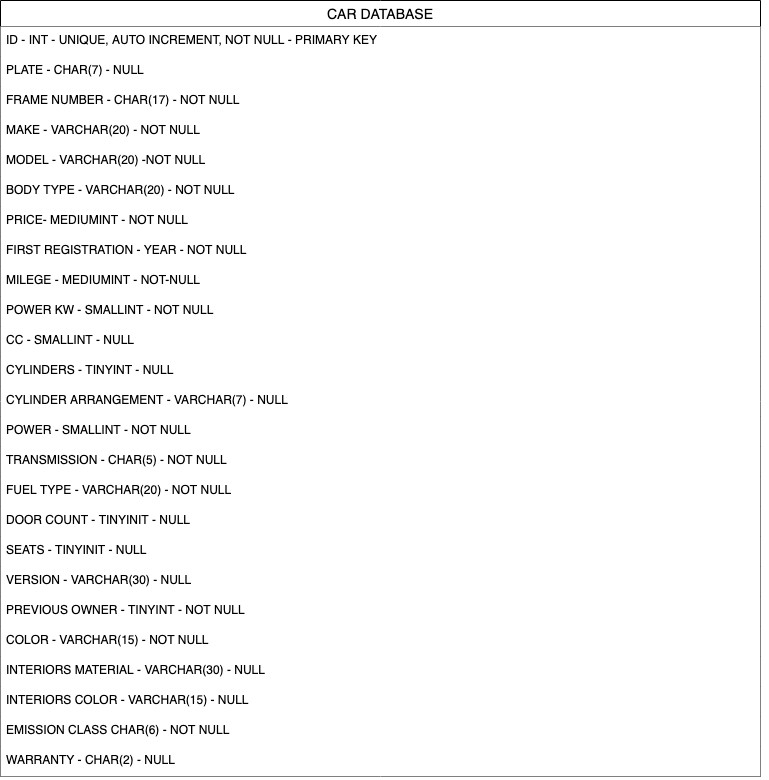 CAR DATABASE
ID - INT - UNIQUE, AUTO INCREMENT, NOT NULL - PRIMARY KEY
PLATE - CHAR(7) - NULL
FRAME NUMBER - CHAR(17) - NOT NULL
MAKE - VARCHAR(20) - NOT NULL
MODEL - VARCHAR(20) -NOT NULL
BODY TYPE - VARCHAR(20) - NOT NULL
PRICE- MEDIUMINT - NOT NULL
FIRST REGISTRATION - YEAR - NOT NULL
MILEGE - MEDIUMINT - NOT-NULL
POWER KW - SMALLINT - NOT NULL
CC - SMALLINT - NULL
CYLINDERS - TINYINT - NULL
CYLINDER ARRANGEMENT - VARCHAR(7) - NULL
POWER - SMALLINT - NOT NULL
TRANSMISSION - CHAR(5) - NOT NULL
FUEL TYPE - VARCHAR(20) - NOT NULL
DOOR COUNT - TINYINIT - NULL
SEATS - TINYINIT - NULL
VERSION - VARCHAR(30) - NULL
PREVIOUS OWNER - TINYINT - NOT NULL
COLOR - VARCHAR(15) - NOT NULL
INTERIORS MATERIAL - VARCHAR(30) - NULL
INTERIORS COLOR - VARCHAR(15) - NULL
EMISSION CLASS CHAR(6) - NOT NULL
WARRANTY - CHAR(2) - NULL